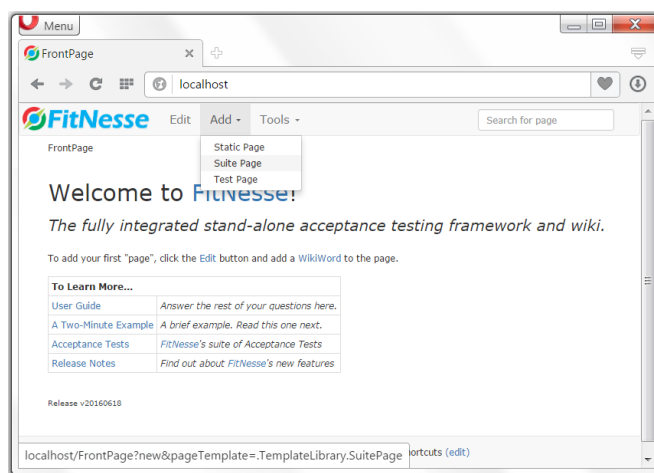 Menu
FrontPage
localhost
FitNesse Edit Add Tools Search for page
FrontPage
Static Page
Suite Page
Test Page
Welcome to FitNesse!
The fully integrated stand-alone acceptance testing framework and wiki.
To add your first "page", click the Edit button and add a WikiWord to the page.
To Learn More...
User Guide Answer the rest of your questions here.
A Two-Minute Example A brief example. Read this one next.
Acceptance Tests FitNesse's suite of Acceptance Tests
Release Notes Find out about FitNesse's new features
Release v20160618
localhost/FrontPage?new&pageTemplate=.TemplateLibrary.SuitePage ortcuts (edit)